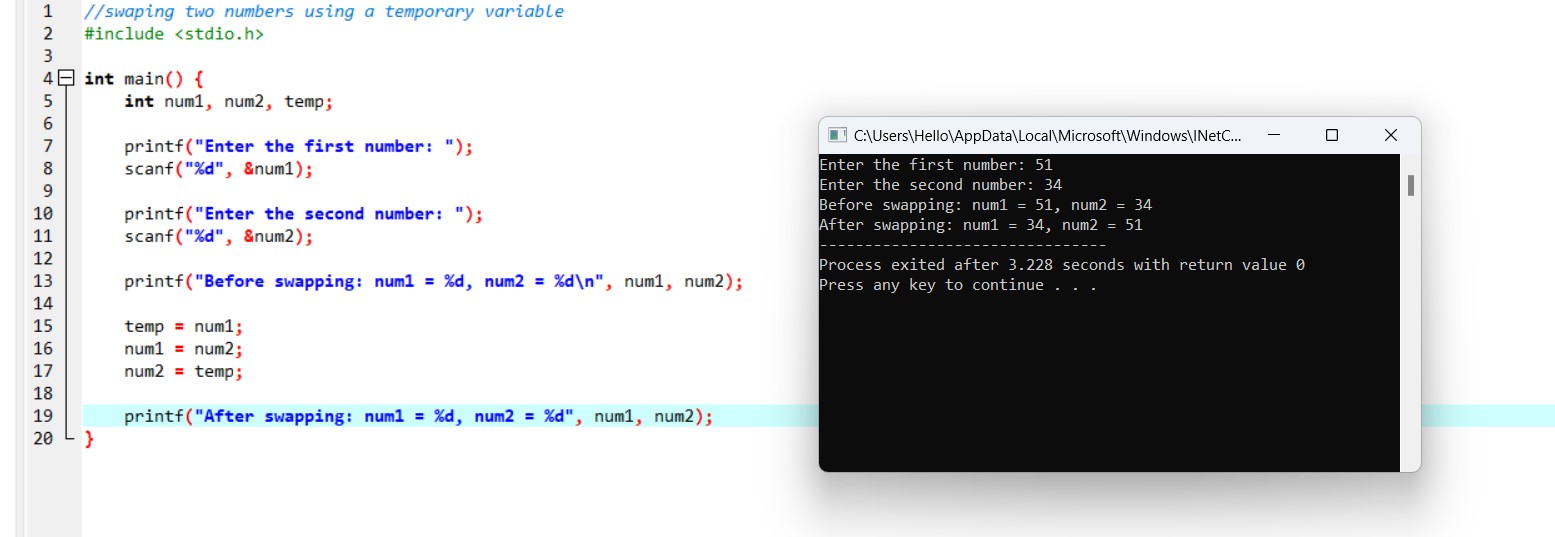 1 //swaping two numbers using a temporary variable
2 #include <stdio.h>
3
4 int main() {
5 int num1, num2, temp;
6
7 printf("Enter the first number: ");
8 scanf("%d", &num1);
9
10 printf("Enter the second number: ");
11 scanf("%d", &num2);
12
13 printf("Before swapping: num1 = %d, num2 = %d\n", num1, num2);
14
15 temp = num1;
16 num1 = num2;
17 num2 = temp;
18
19 printf("After swapping: num1 = %d, num2 = %d", num1, num2);
20 }
C:\Users\Hello\AppData\Local\Microsoft\Windows\INetC...
Enter the first number: 51
Enter the second number: 34
Before swapping: num1 = 51, num2 = 34
After swapping: num1 = 34, num2 = 51
--------------------------------
Process exited after 3.228 seconds with return value 0
Press any key to continue . . .